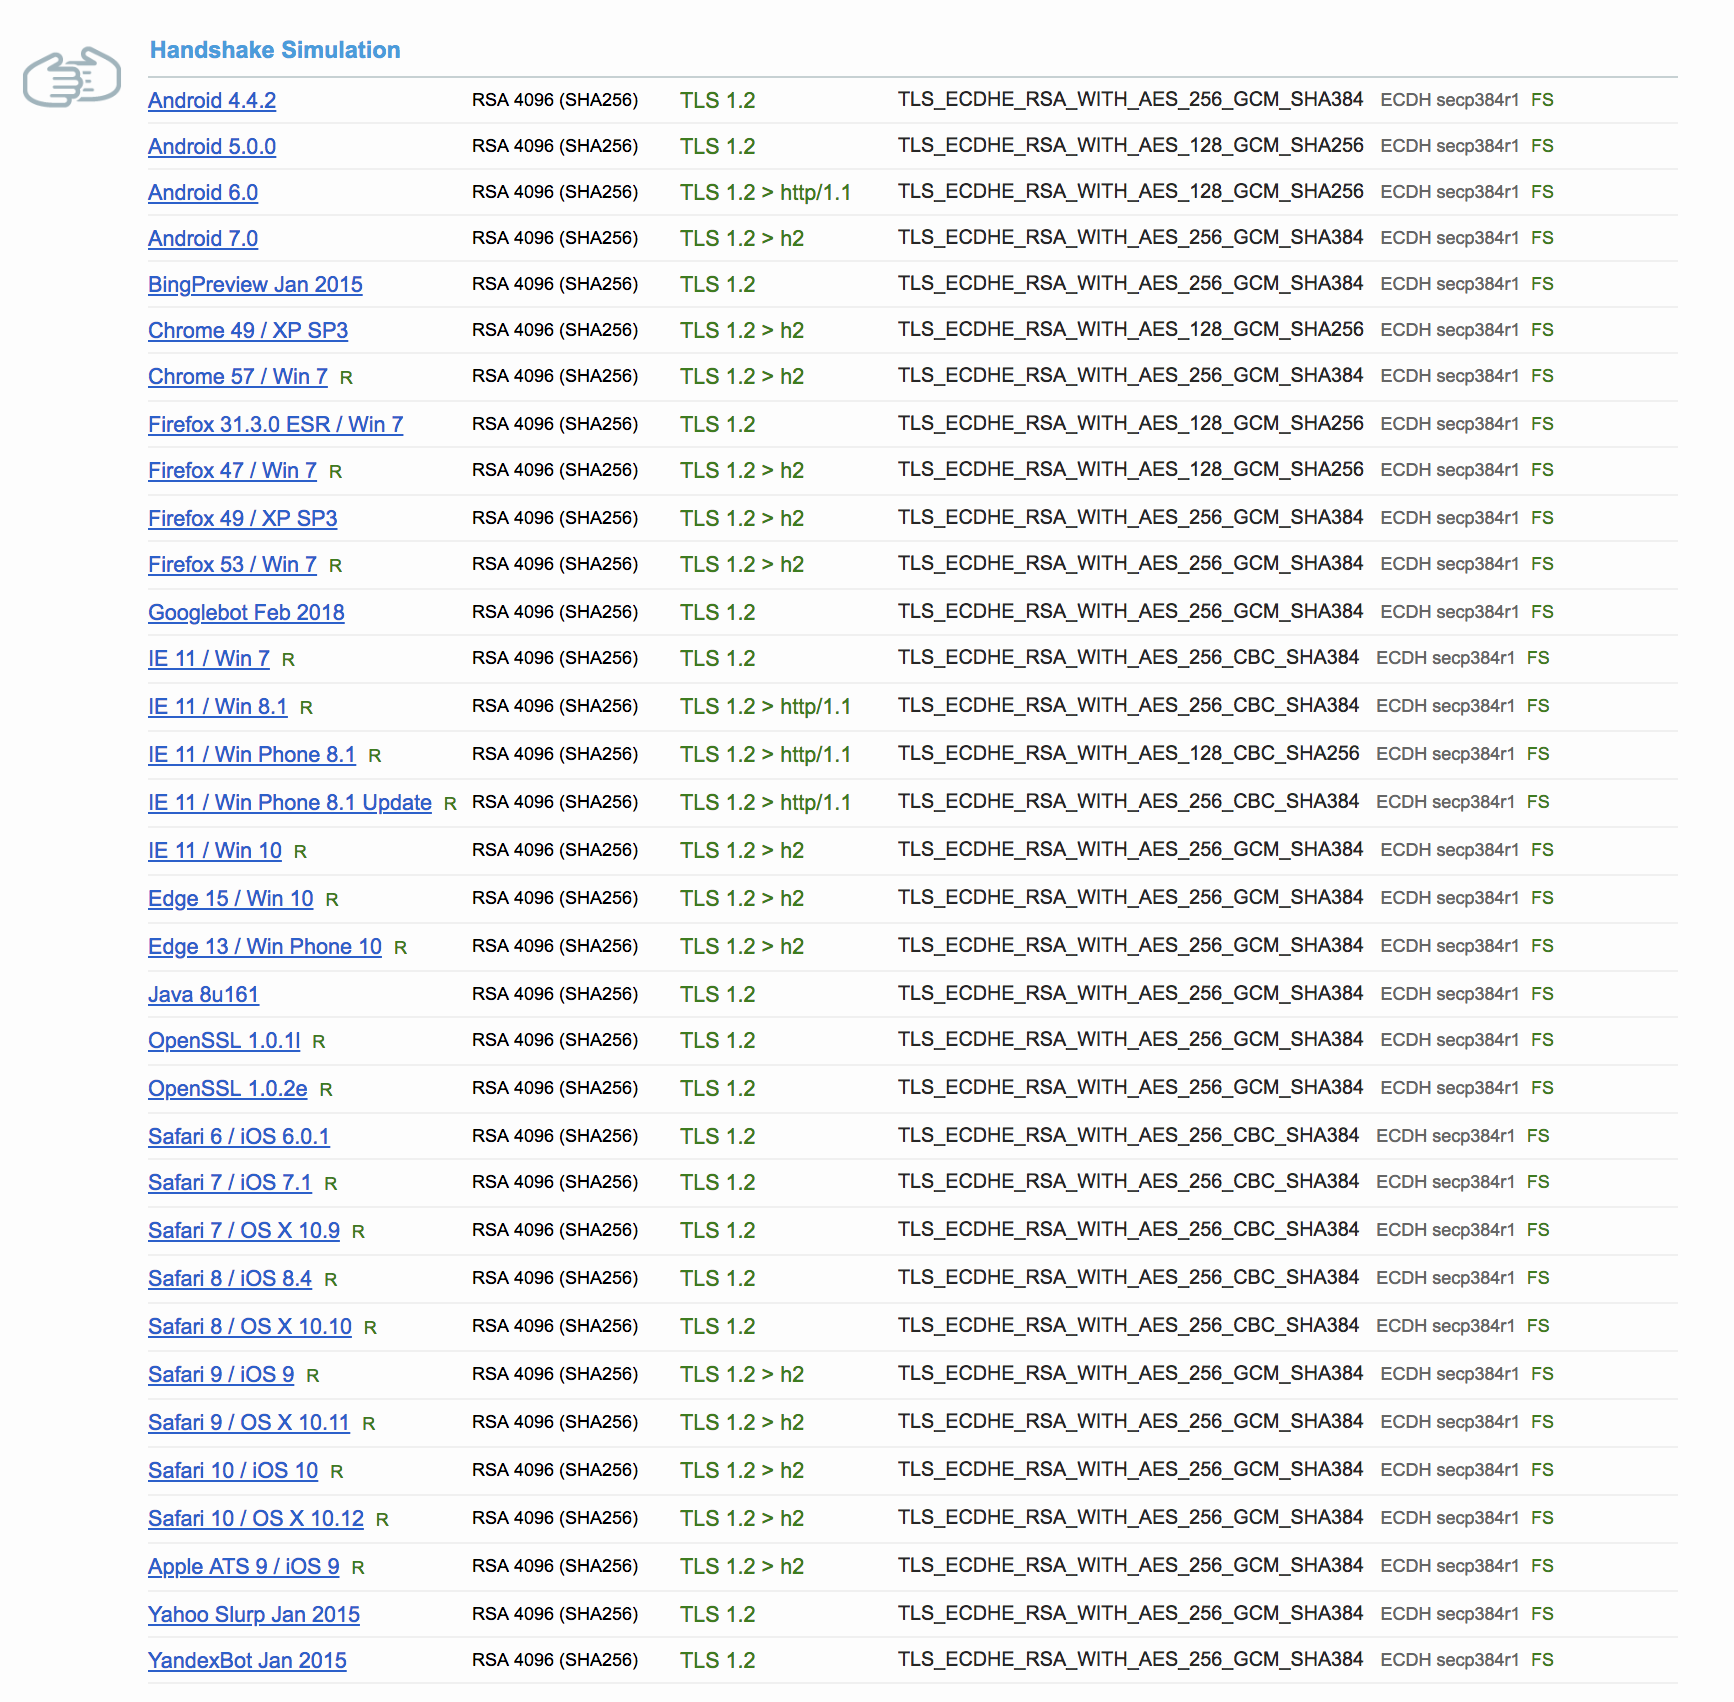 Handshake Simulation
Android 4.4.2 RSA 4096 (SHA256) TLS 1.2 TLS_ECDHE_RSA_WITH_AES_256_GCM_SHA384 ECDH secp384r1 FS
Android 5.0.0 RSA 4096 (SHA256) TLS 1.2 TLS_ECDHE_RSA_WITH_AES_128_GCM_SHA256 ECDH secp384r1 FS
Android 6.0 RSA 4096 (SHA256) TLS 1.2 > http/1.1 TLS_ECDHE_RSA_WITH_AES_128_GCM_SHA256 ECDH secp384r1 FS
Android 7.0 RSA 4096 (SHA256) TLS 1.2 > h2 TLS_ECDHE_RSA_WITH_AES_256_GCM_SHA384 ECDH secp384r1 FS
BingPreview Jan 2015 RSA 4096 (SHA256) TLS 1.2 TLS_ECDHE_RSA_WITH_AES_256_GCM_SHA384 ECDH secp384r1 FS
Chrome 49 / XP SP3 RSA 4096 (SHA256) TLS 1.2 > h2 TLS_ECDHE_RSA_WITH_AES_128_GCM_SHA256 ECDH secp384r1 FS
Chrome 57 / Win 7 R RSA 4096 (SHA256) TLS 1.2 > h2 TLS_ECDHE_RSA_WITH_AES_256_GCM_SHA384 ECDH secp384r1 FS
Firefox 31.3.0 ESR / Win 7 RSA 4096 (SHA256) TLS 1.2 TLS_ECDHE_RSA_WITH_AES_128_GCM_SHA256 ECDH secp384r1 FS
Firefox 47 / Win 7 R RSA 4096 (SHA256) TLS 1.2 > h2 TLS_ECDHE_RSA_WITH_AES_128_GCM_SHA256 ECDH secp384r1 FS
Firefox 49 / XP SP3 RSA 4096 (SHA256) TLS 1.2 > h2 TLS_ECDHE_RSA_WITH_AES_256_GCM_SHA384 ECDH secp384r1 FS
Firefox 53 / Win 7 R RSA 4096 (SHA256) TLS 1.2 > h2 TLS_ECDHE_RSA_WITH_AES_256_GCM_SHA384 ECDH secp384r1 FS
Googlebot Feb 2018 RSA 4096 (SHA256) TLS 1.2 TLS_ECDHE_RSA_WITH_AES_256_GCM_SHA384 ECDH secp384r1 FS
IE 11 / Win 7 R RSA 4096 (SHA256) TLS 1.2 TLS_ECDHE_RSA_WITH_AES_256_CBC_SHA384 ECDH secp384r1 FS
IE 11 / Win 8.1 R RSA 4096 (SHA256) TLS 1.2 > http/1.1 TLS_ECDHE_RSA_WITH_AES_256_CBC_SHA384 ECDH secp384r1 FS
IE 11 / Win Phone 8.1 R RSA 4096 (SHA256) TLS 1.2 > http/1.1 TLS_ECDHE_RSA_WITH_AES_128_CBC_SHA256 ECDH secp384r1 FS
IE 11 / Win Phone 8.1 Update R RSA 4096 (SHA256) TLS 1.2 > http/1.1 TLS_ECDHE_RSA_WITH_AES_256_CBC_SHA384 ECDH secp384r1 FS
IE 11 / Win 10 R RSA 4096 (SHA256) TLS 1.2 > h2 TLS_ECDHE_RSA_WITH_AES_256_GCM_SHA384 ECDH secp384r1 FS
Edge 15 / Win 10 R RSA 4096 (SHA256) TLS 1.2 > h2 TLS_ECDHE_RSA_WITH_AES_256_GCM_SHA384 ECDH secp384r1 FS
Edge 13 / Win Phone 10 R RSA 4096 (SHA256) TLS 1.2 > h2 TLS_ECDHE_RSA_WITH_AES_256_GCM_SHA384 ECDH secp384r1 FS
Java 8u161 RSA 4096 (SHA256) TLS 1.2 TLS_ECDHE_RSA_WITH_AES_256_GCM_SHA384 ECDH secp384r1 FS
OpenSSL 1.0.1l R RSA 4096 (SHA256) TLS 1.2 TLS_ECDHE_RSA_WITH_AES_256_GCM_SHA384 ECDH secp384r1 FS
OpenSSL 1.0.2e R RSA 4096 (SHA256) TLS 1.2 TLS_ECDHE_RSA_WITH_AES_256_GCM_SHA384 ECDH secp384r1 FS
Safari 6 / iOS 6.0.1 RSA 4096 (SHA256) TLS 1.2 TLS_ECDHE_RSA_WITH_AES_256_CBC_SHA384 ECDH secp384r1 FS
Safari 7 / iOS 7.1 R RSA 4096 (SHA256) TLS 1.2 TLS_ECDHE_RSA_WITH_AES_256_CBC_SHA384 ECDH secp384r1 FS
Safari 7 / OS X 10.9 R RSA 4096 (SHA256) TLS 1.2 TLS_ECDHE_RSA_WITH_AES_256_CBC_SHA384 ECDH secp384r1 FS
Safari 8 / iOS 8.4 R RSA 4096 (SHA256) TLS 1.2 TLS_ECDHE_RSA_WITH_AES_256_CBC_SHA384 ECDH secp384r1 FS
Safari 8 / OS X 10.10 R RSA 4096 (SHA256) TLS 1.2 TLS_ECDHE_RSA_WITH_AES_256_CBC_SHA384 ECDH secp384r1 FS
Safari 9 / iOS 9 R RSA 4096 (SHA256) TLS 1.2 > h2 TLS_ECDHE_RSA_WITH_AES_256_GCM_SHA384 ECDH secp384r1 FS
Safari 9 / OS X 10.11 R RSA 4096 (SHA256) TLS 1.2 > h2 TLS_ECDHE_RSA_WITH_AES_256_GCM_SHA384 ECDH secp384r1 FS
Safari 10 / iOS 10 R RSA 4096 (SHA256) TLS 1.2 > h2 TLS_ECDHE_RSA_WITH_AES_256_GCM_SHA384 ECDH secp384r1 FS
Safari 10 / OS X 10.12 R RSA 4096 (SHA256) TLS 1.2 > h2 TLS_ECDHE_RSA_WITH_AES_256_GCM_SHA384 ECDH secp384r1 FS
Apple ATS 9 / iOS 9 R RSA 4096 (SHA256) TLS 1.2 > h2 TLS_ECDHE_RSA_WITH_AES_256_GCM_SHA384 ECDH secp384r1 FS
Yahoo Slurp Jan 2015 RSA 4096 (SHA256) TLS 1.2 TLS_ECDHE_RSA_WITH_AES_256_GCM_SHA384 ECDH secp384r1 FS
YandexBot Jan 2015 RSA 4096 (SHA256) TLS 1.2 TLS_ECDHE_RSA_WITH_AES_256_GCM_SHA384 ECDH secp384r1 FS